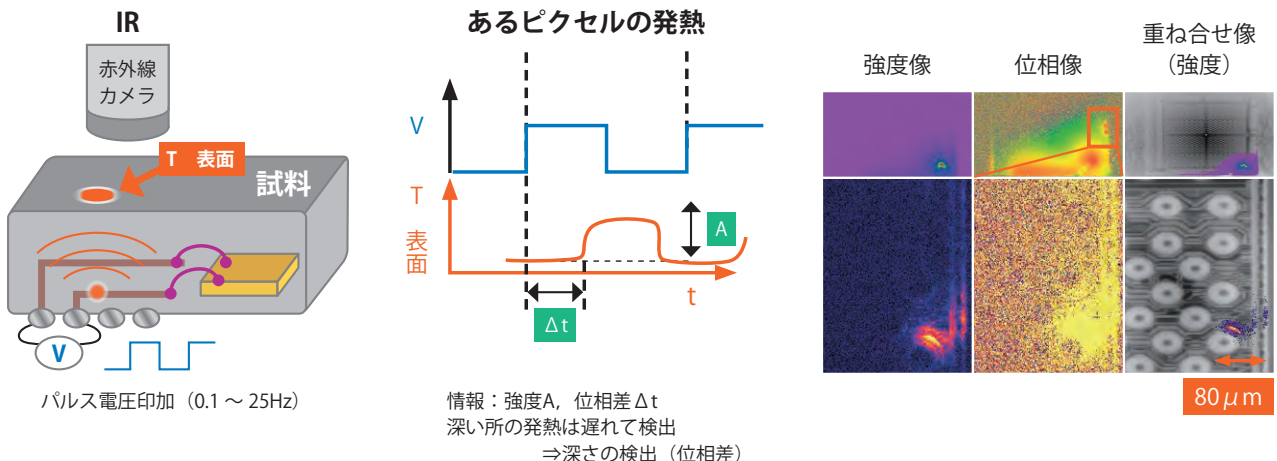 IR
赤外線
カメラ
T 表面
試料
V
パルス電圧印加（0.1 ～ 25Hz）
あるピクセルの発熱
V
T
表面
A
t
Δt
情報：強度A，位相差Δt
深い所の発熱は遅れて検出
⇒深さの検出（位相差）
強度像
位相像
重ね合せ像
（強度）
80μm